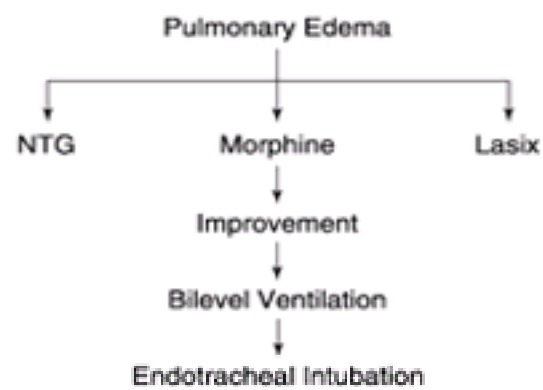 Pulmonary Edema
NTG Morphine Lasix
Improvement
Bilevel Ventilation
Endotracheal Intubation